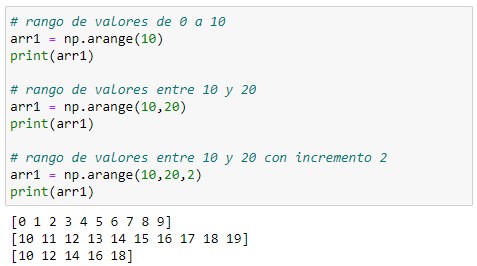 # rango de valores de 0 a 10
arr1 = np.arange(10)
print(arr1)
# rango de valores entre 10 y 20
arr1 = np.arange(10,20)
print(arr1)
# rango de valores entre 10 y 20 con incremento 2
arr1 = np.arange(10,20,2)
print(arr1)
[0 1 2 3 4 5 6 7 8 9]
[10 11 12 13 14 15 16 17 18 19]
[10 12 14 16 18]